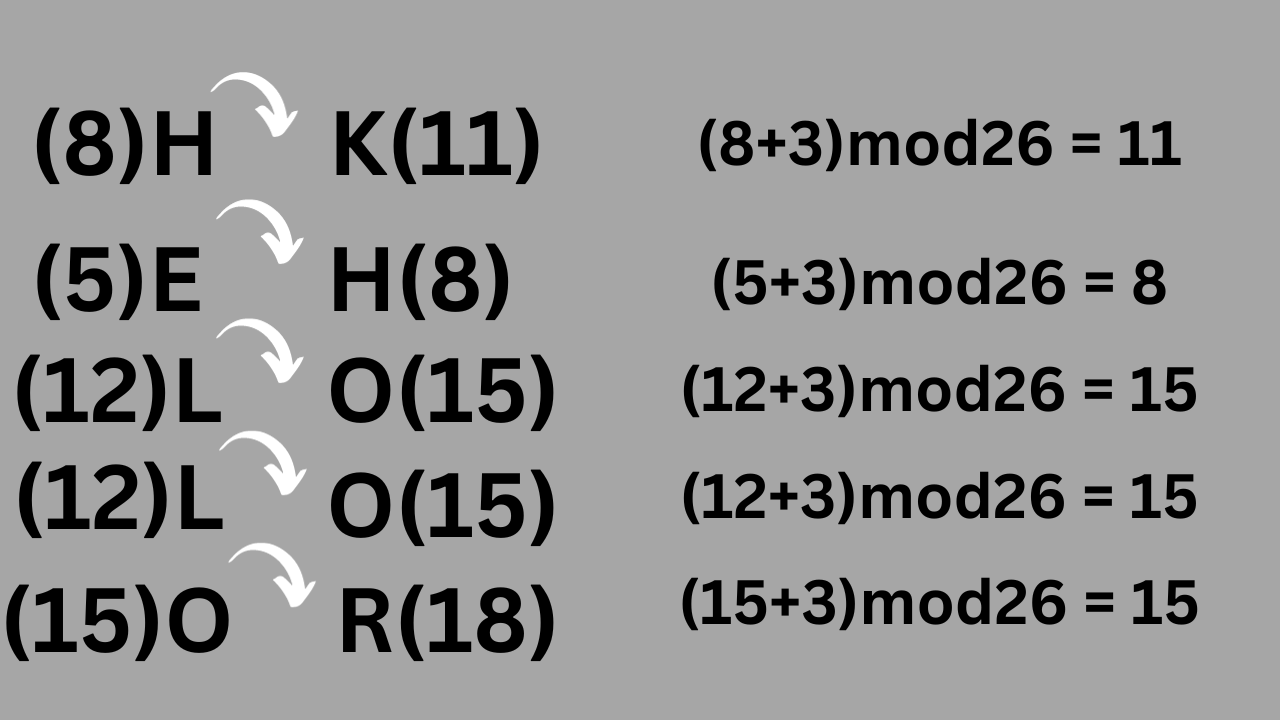 (8)H K(11) (8+3)mod26 = 11
(5)E H(8) (5+3)mod26 = 8
(12)L O(15) (12+3)mod26 = 15
(12)L O(15) (12+3)mod26 = 15
(15)O R(18) (15+3)mod26 = 15